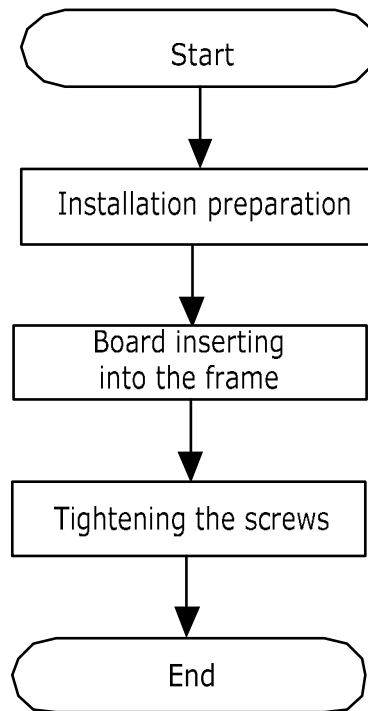 Start
Installation preparation
Board inserting
into the frame
Tightening the screws
End